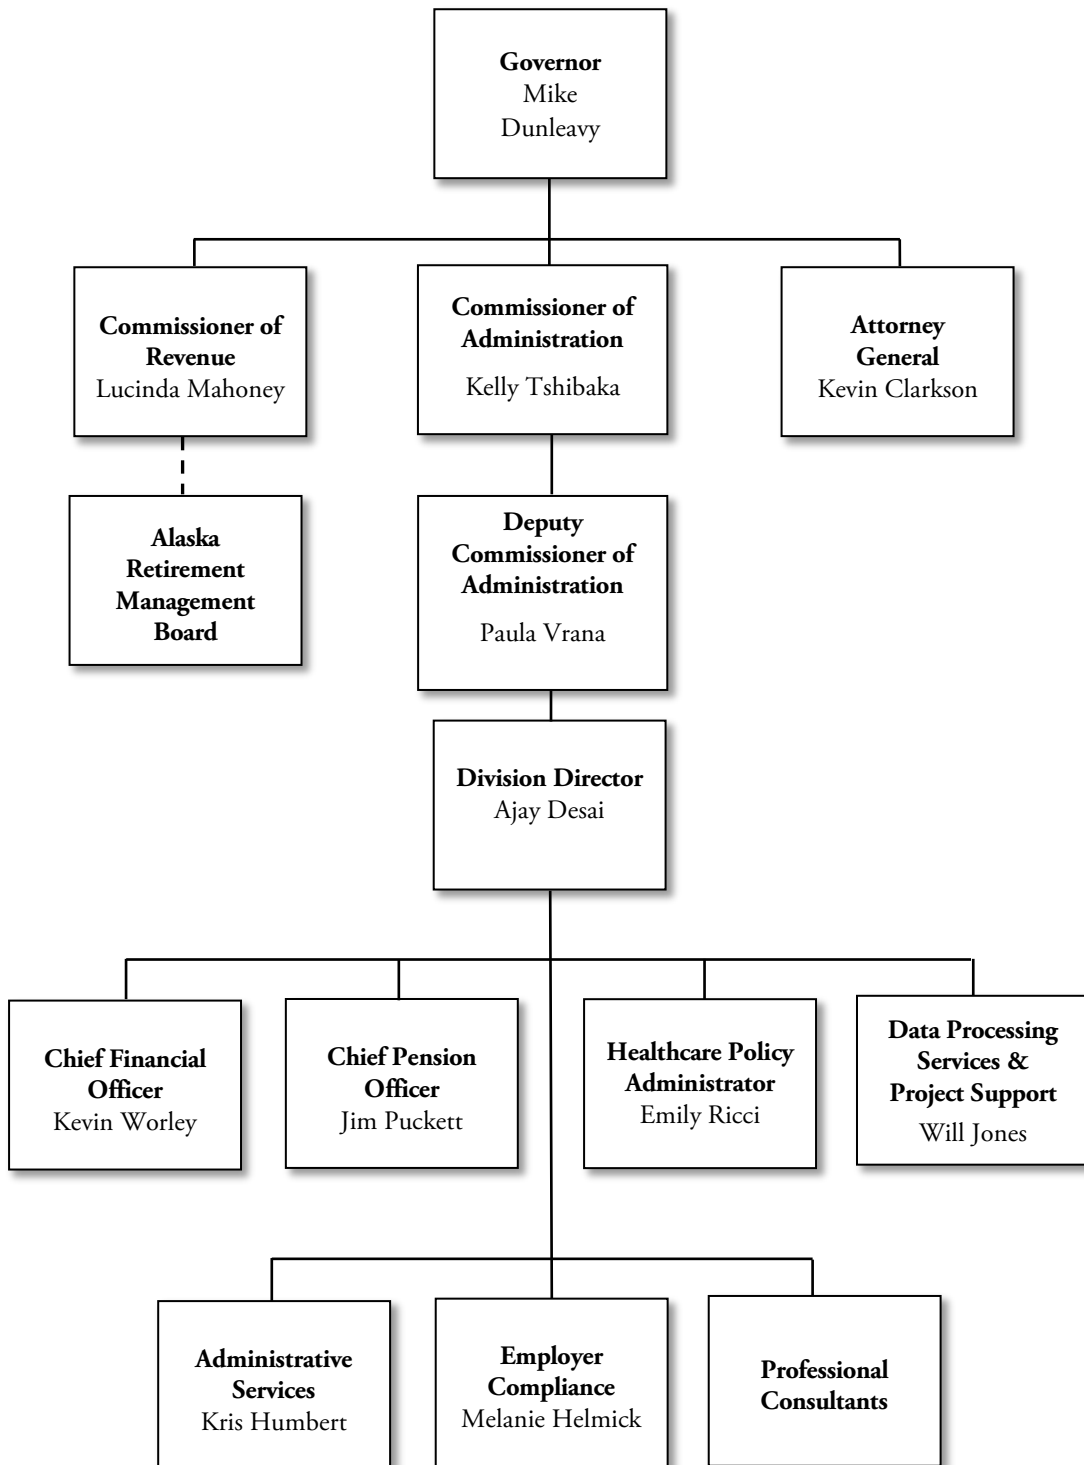 Governor
Mike
Dunleavy
Commissioner of
Revenue
Lucinda Mahoney
Commissioner of
Administration
Kelly Tshibaka
Attorney
General
Kevin Clarkson
Alaska
Retirement
Management
Board
Deputy
Commissioner of
Administration
Paula Vrana
Division Director
Ajay Desai
Chief Financial
Officer
Kevin Worley
Chief Pension
Officer
Jim Puckett
Healthcare Policy
Administrator
Emily Ricci
Data Processing
Services &
Project Support
Will Jones
Administrative
Services
Kris Humbert
Employer
Compliance
Melanie Helmick
Professional
Consultants